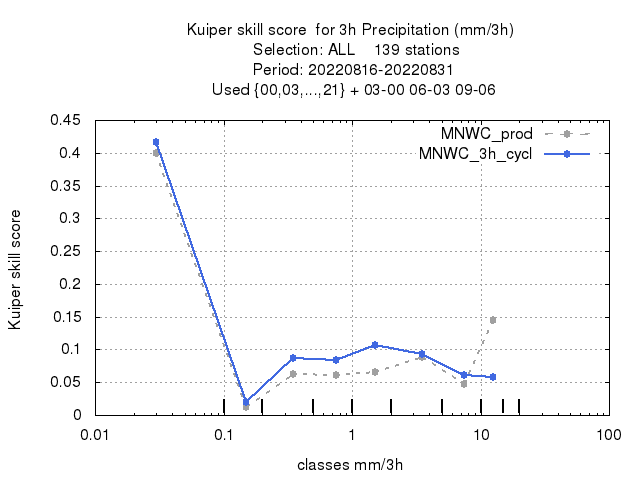 Kuiper skill score  for 3h Precipitation (mm/3h)
Selection: ALL    139 stations
Period: 20220816-20220831
Used {00,03,...,21} + 03-00 06-03 09-06
MNWC_prod
MNWC_3h_cycl
0.45
0.4
0.35
0.3
0.25
0.2
0.15
0.1
0.05
0
Kuiper skill score
0.01 0.1 1 10 100
classes mm/3h